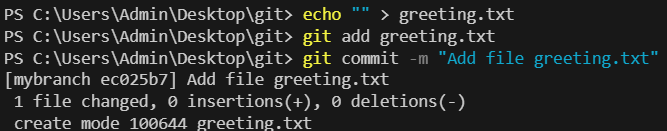 PS C:\Users\Admin\Desktop\git> echo "" > greeting.txt
PS C:\Users\Admin\Desktop\git> git add greeting.txt
PS C:\Users\Admin\Desktop\git> git commit -m "Add file greeting.txt"
[mybranch ec025b7] Add file greeting.txt
 1 file changed, 0 insertions(+), 0 deletions(-)
 create mode 100644 greeting.txt